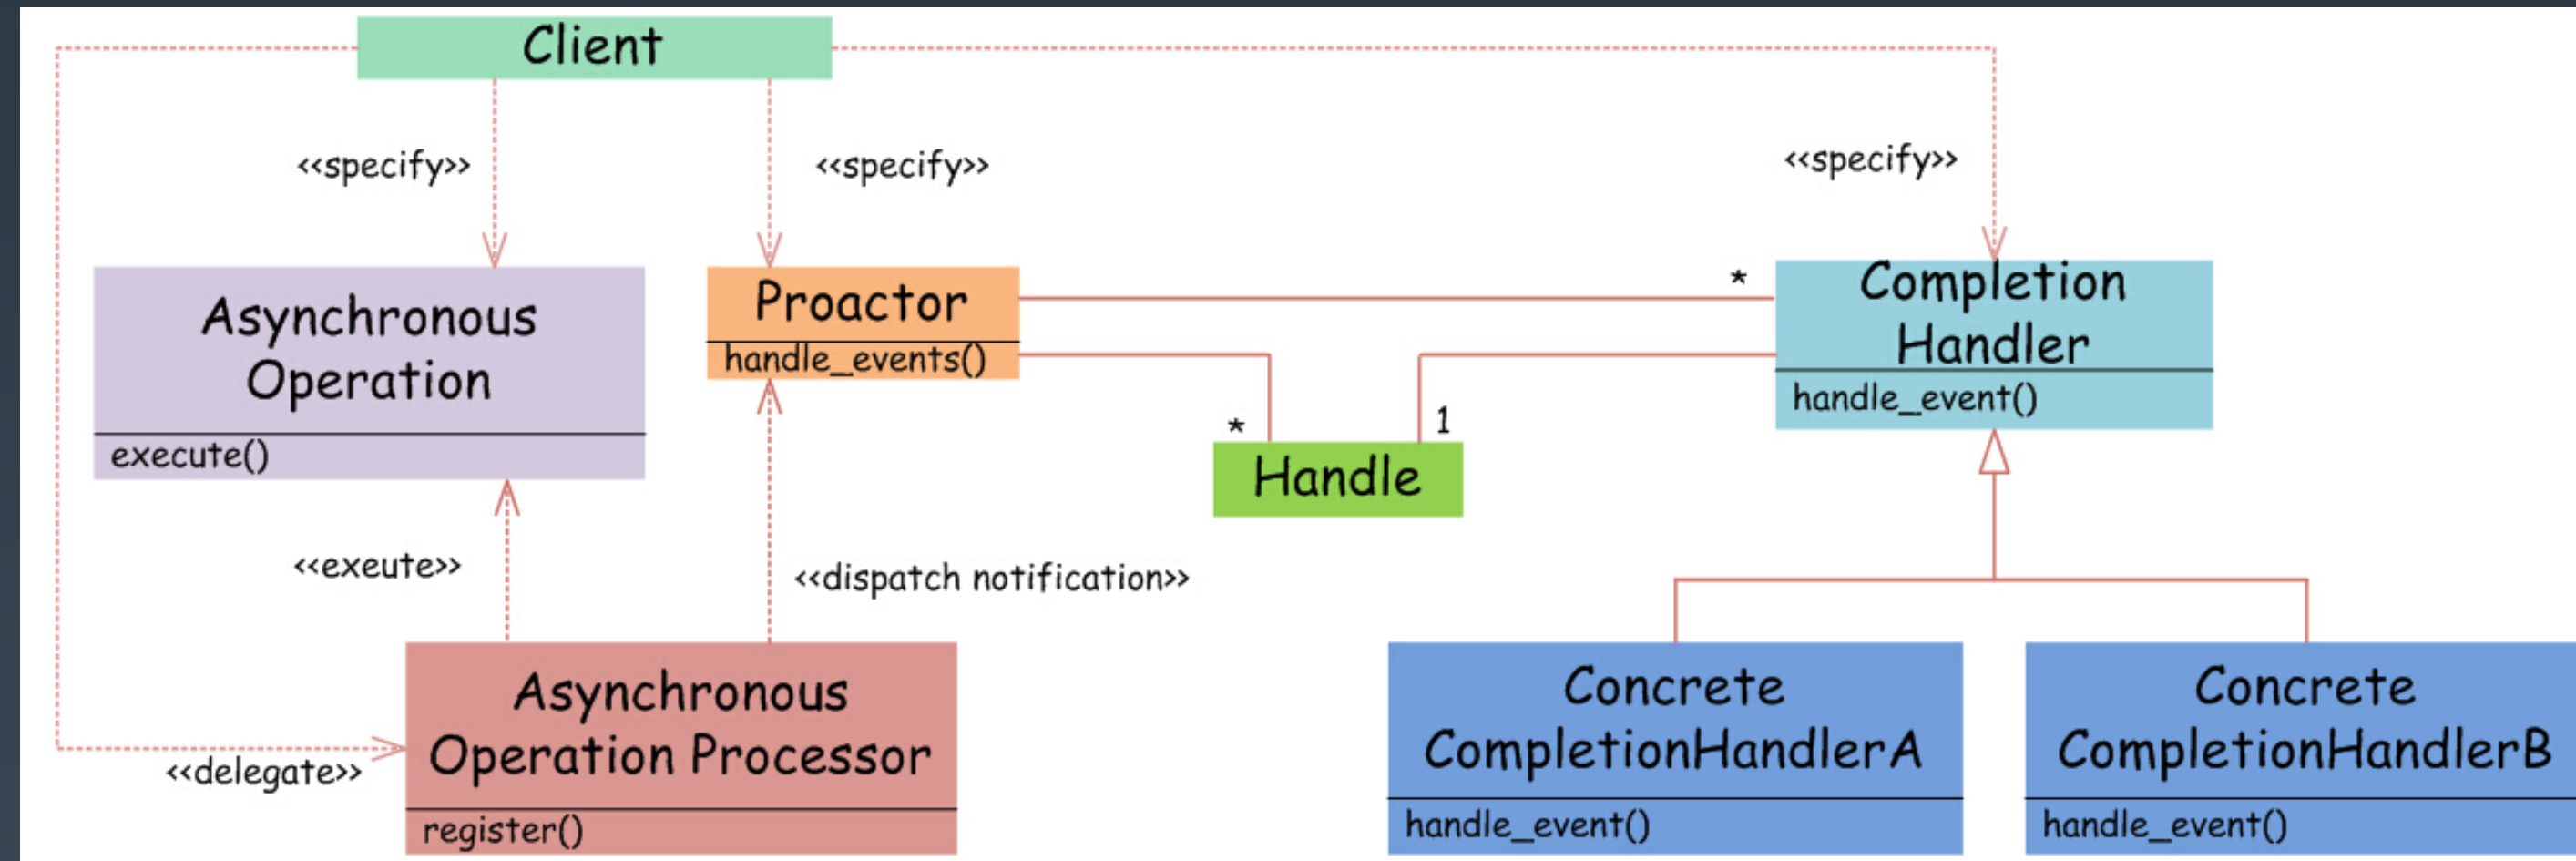 Client
<<specify>>
<<specify>>
<<specify>>
Asynchronous
Operation
execute()
Proactor
handle_events()
*
Completion
Handler
handle_event()
*
1
Handle
<<exeute>>
<<dispatch notification>>
<<delegate>>
Asynchronous
Operation Processor
register()
Concrete
CompletionHandlerA
handle_event()
Concrete
CompletionHandlerB
handle_event()